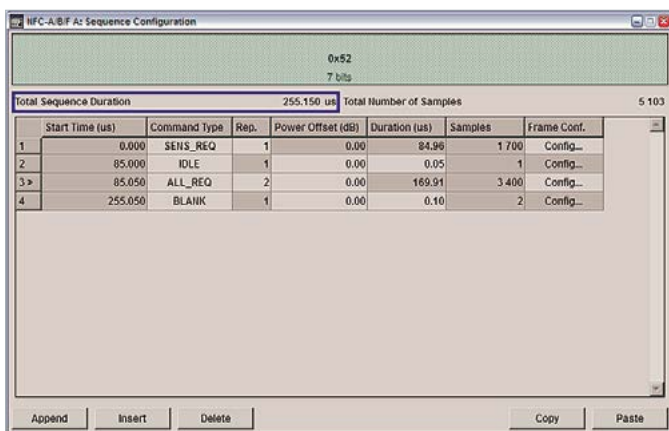 NFC-A/B/F A: Sequence Configuration
0x52
7 bits
Total Sequence Duration 255.150 us Total Number of Samples 5 103
Start Time (us) Command Type Rep. Power Offset (dB) Duration (us) Samples Frame Conf.
1 0.000 SENS_REQ 1 0.00 84.96 1 700 Config...
2 85.000 IDLE 1 0.00 0.05 1 Config...
3 » 85.050 ALL_REQ 2 0.00 169.91 3 400 Config...
4 255.050 BLANK 1 0.00 0.10 2 Config...
Append Insert Delete Copy Paste